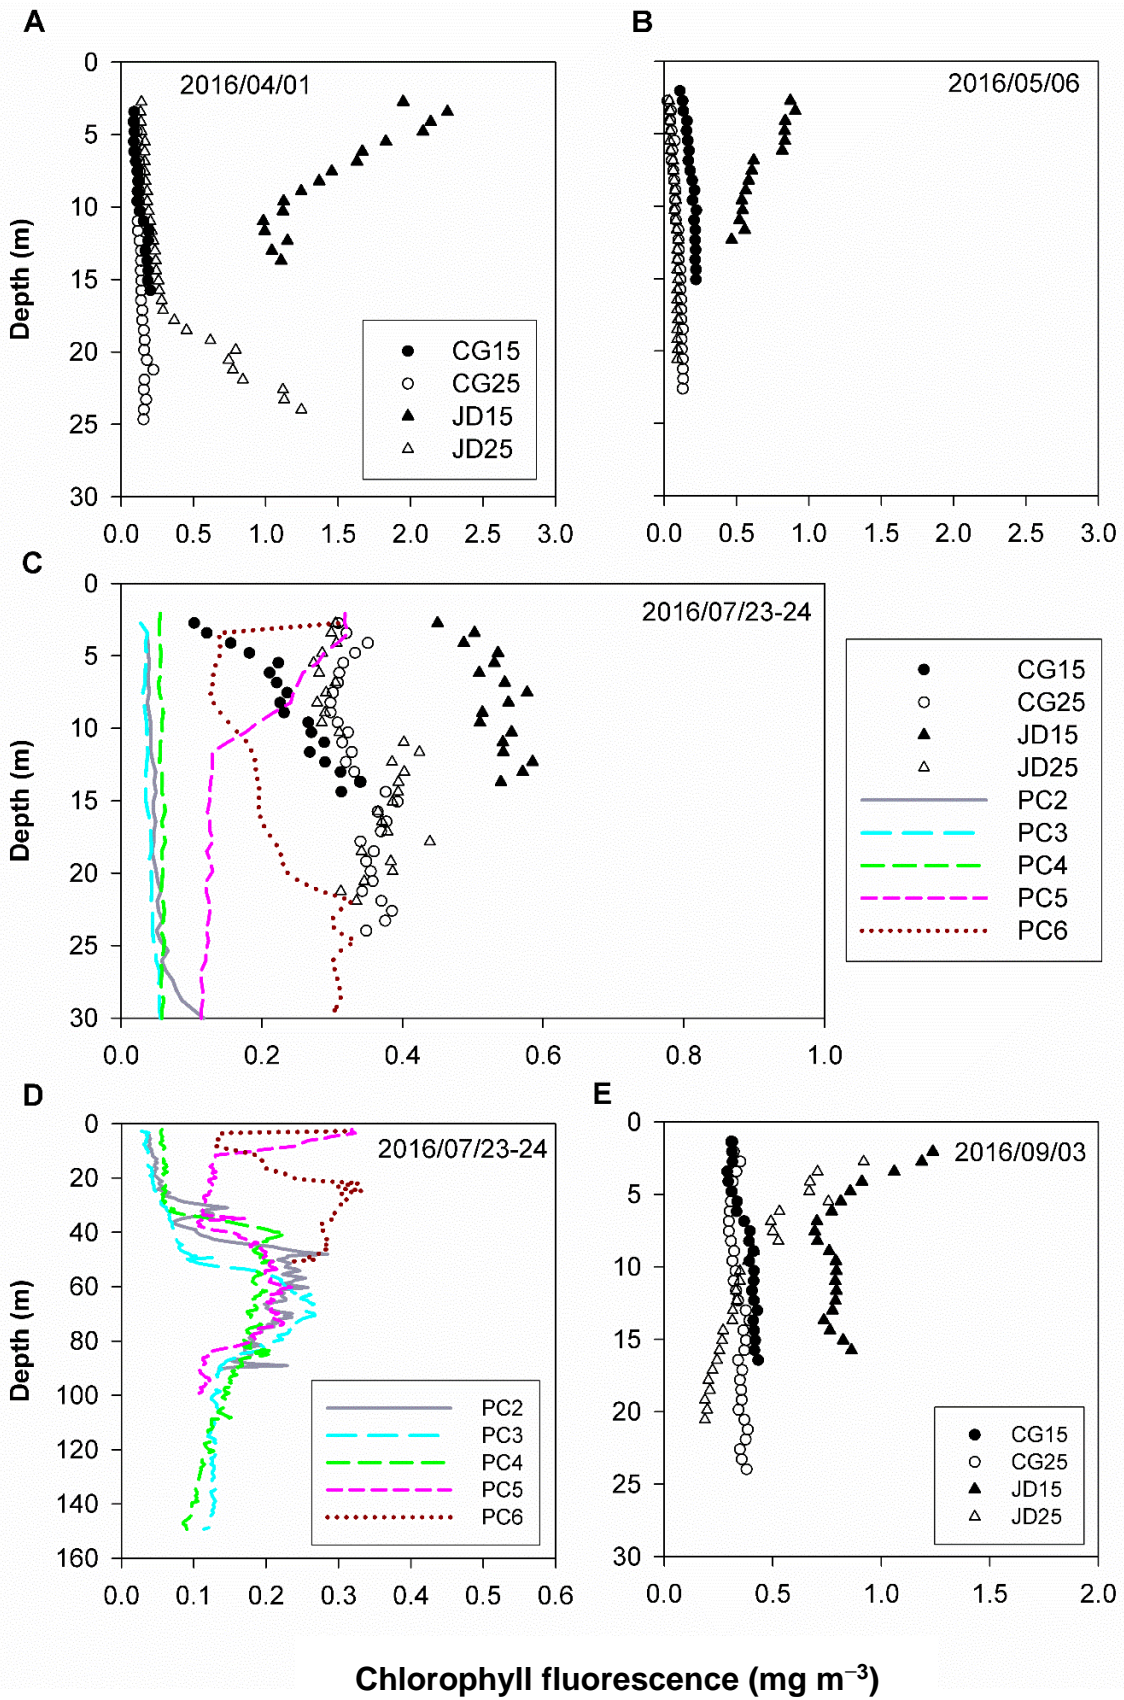 A
B
0
5
10
15
20
25
30
Depth (m)
2016/04/01
CG15
CG25
JD15
JD25
0.0 0.5 1.0 1.5 2.0 2.5 3.0
2016/05/06
0.0 0.5 1.0 1.5 2.0 2.5 3.0
C
0
5
10
15
20
25
30
Depth (m)
2016/07/23-24
0.0 0.2 0.4 0.6 0.8 1.0
CG15
CG25
JD15
JD25
PC2
PC3
PC4
PC5
PC6
D
0
20
40
60
80
100
120
140
160
Depth (m)
2016/07/23-24
PC2
PC3
PC4
PC5
PC6
0.0 0.1 0.2 0.3 0.4 0.5 0.6
E
0
5
10
15
20
25
30
2016/09/03
CG15
CG25
JD15
JD25
0.0 0.5 1.0 1.5 2.0
Chlorophyll fluorescence (mg m⁻³)